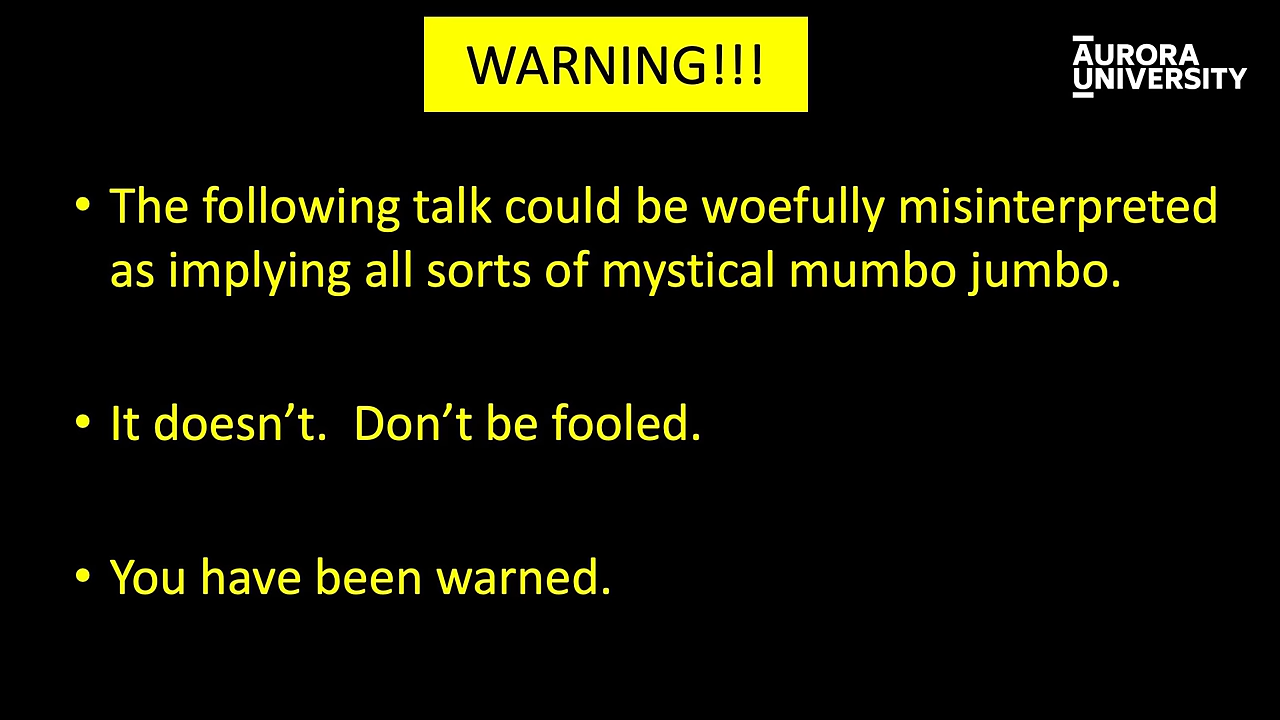 WARNING!!!
AURORA
UNIVERSITY
• The following talk could be woefully misinterpreted
as implying all sorts of mystical mumbo jumbo.
• It doesn’t.  Don’t be fooled.
• You have been warned.